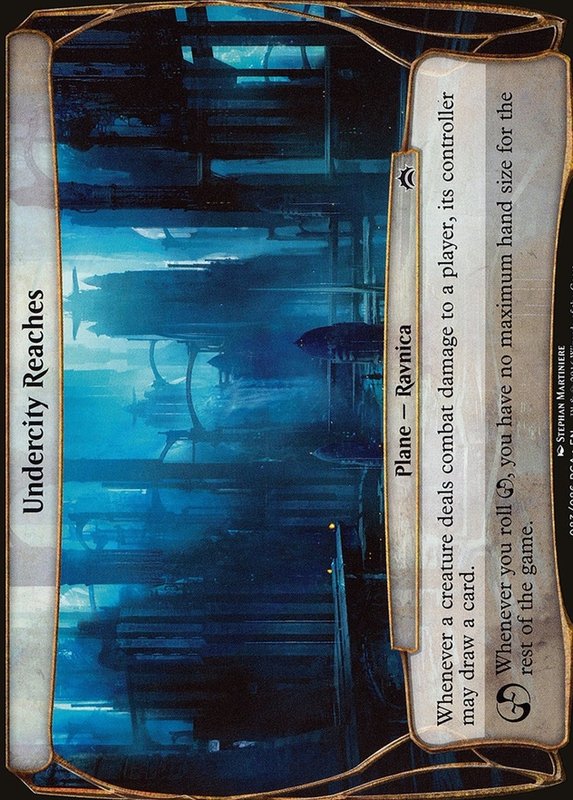 Undercity Reaches
Plane — Ravnica
Whenever a creature deals combat damage to a player, its controller
may draw a card.
Whenever you roll , you have no maximum hand size for the
rest of the game.
Stephan Martiniere